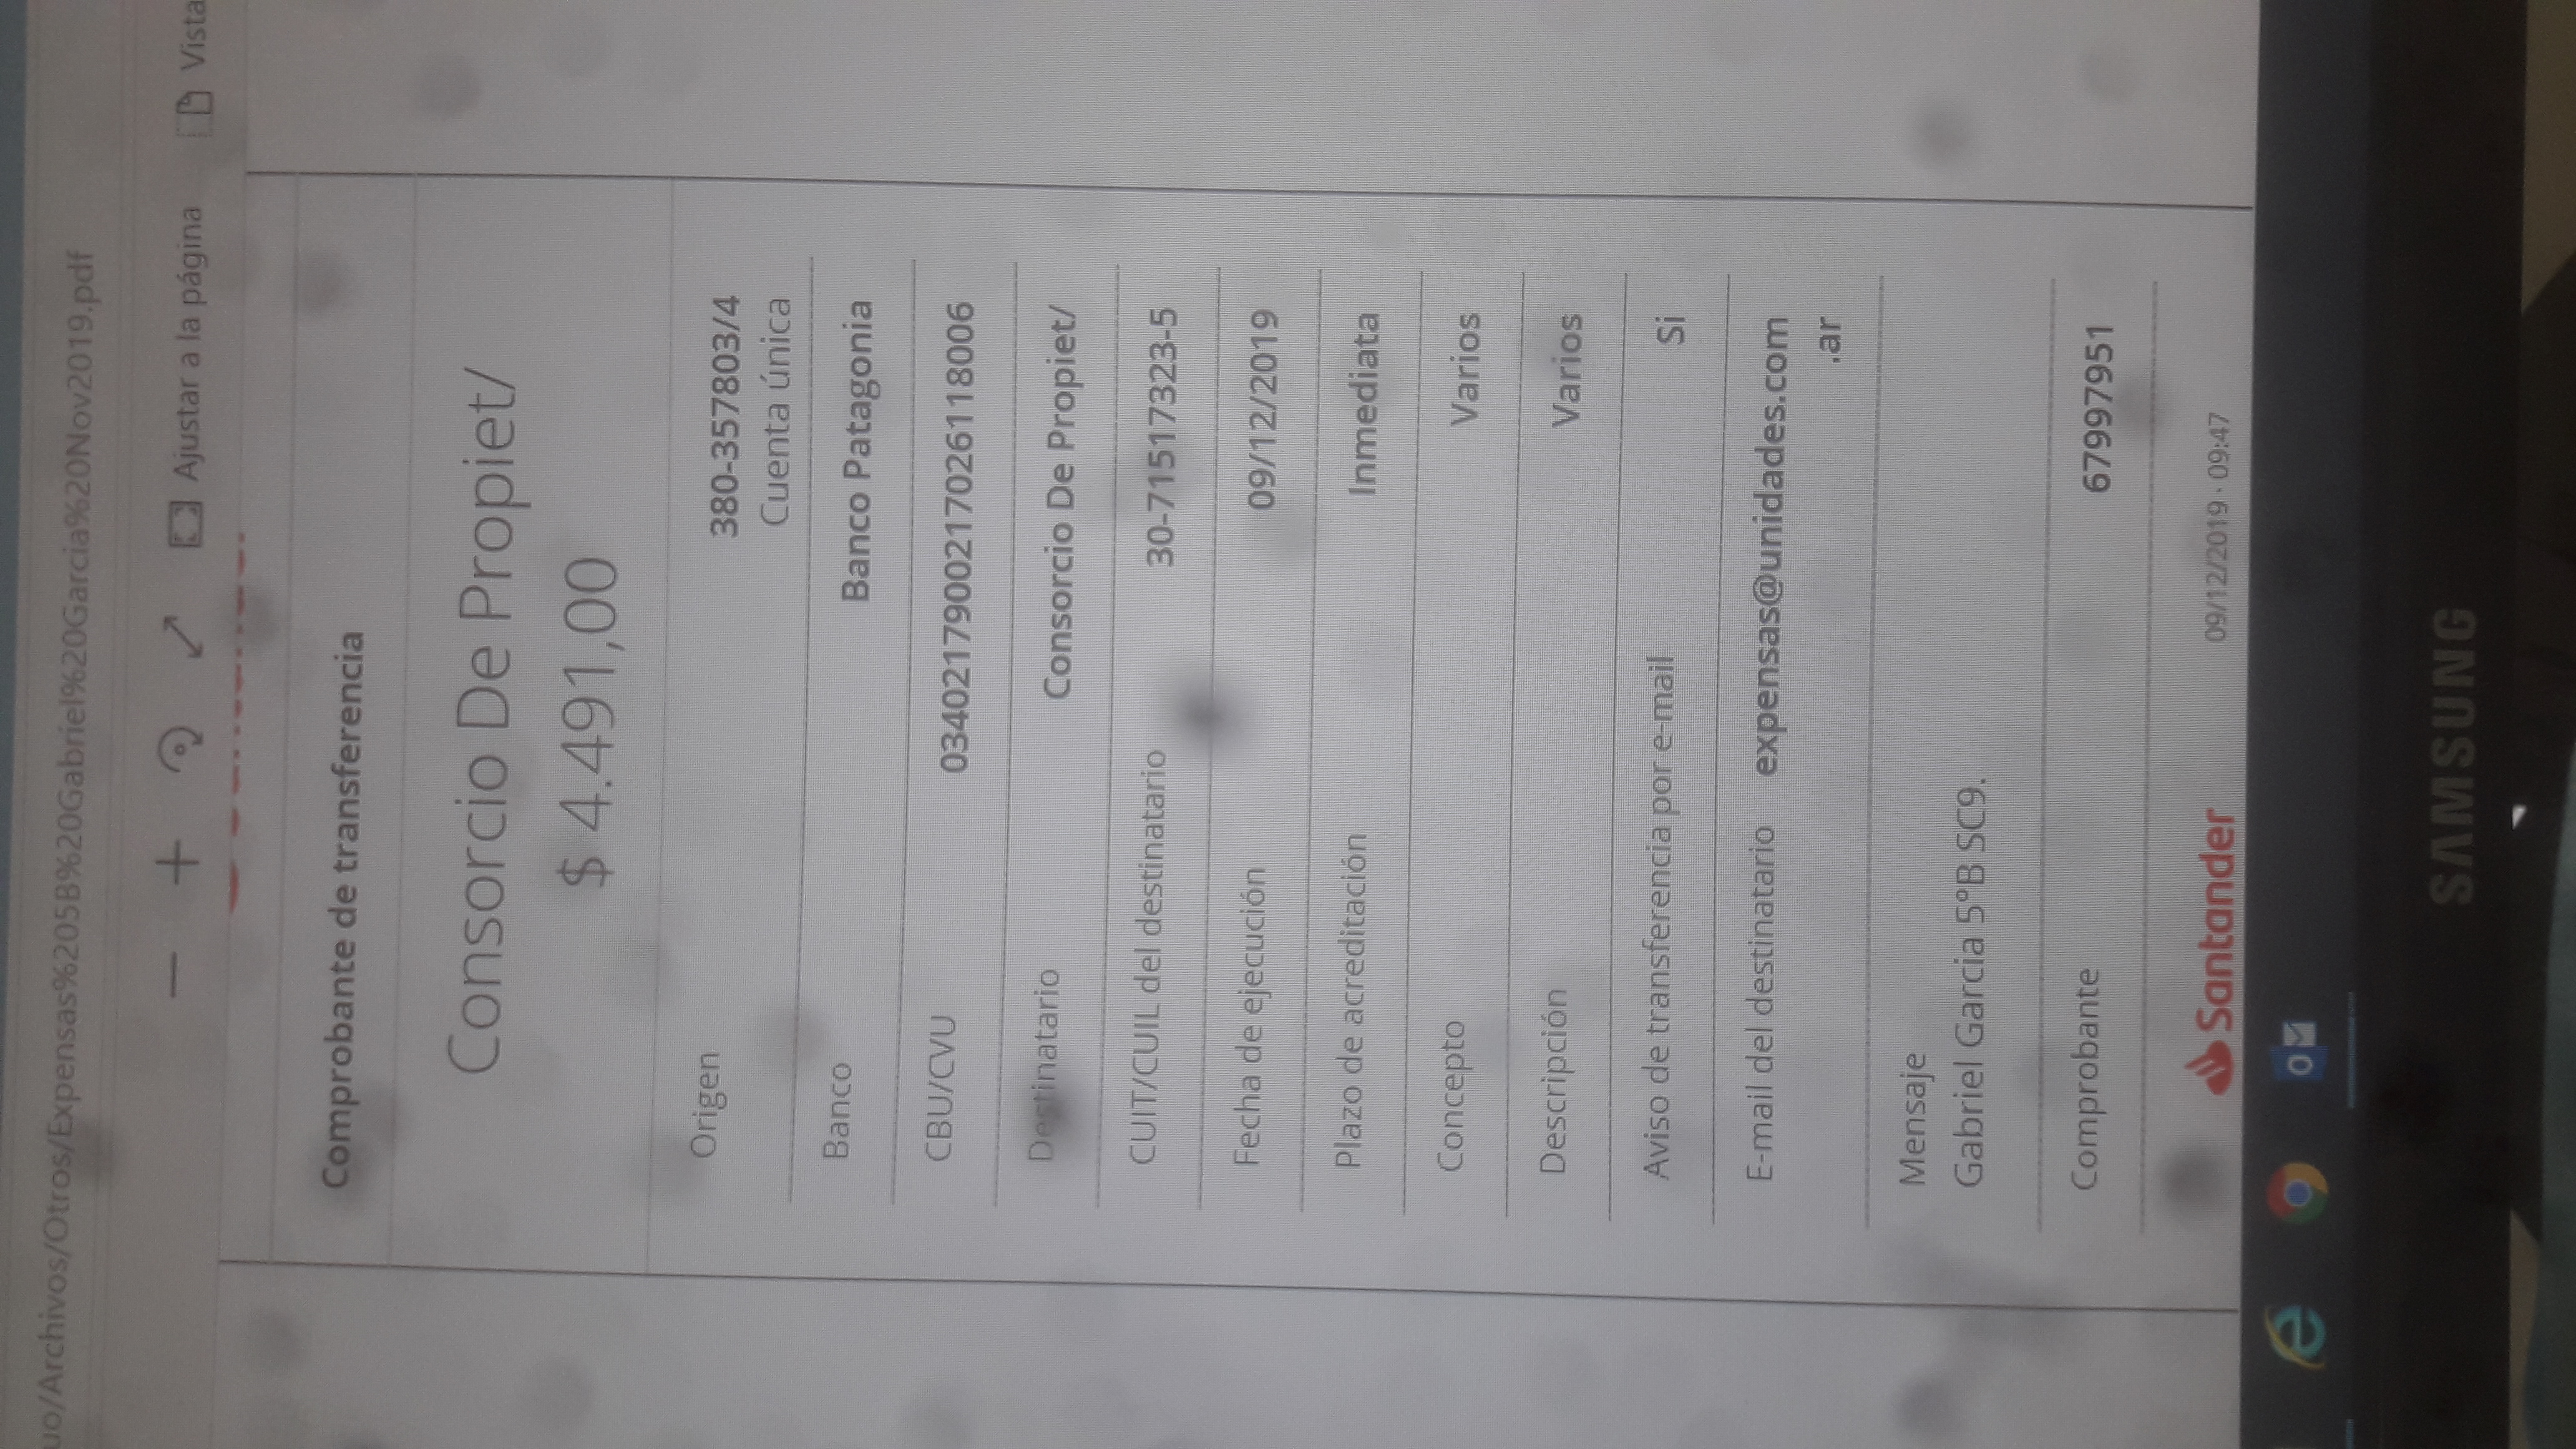 uo/Archivos/Otros/Expensas%205B%20Gabriel%20Garcia%20Nov2019.pdf
Ajustar a la página
Vista
Comprobante de transferencia
Consorcio De Propiet/
$ 4.491,00
Origen 380-357803/4
Cuenta única
Banco Banco Patagonia
CBU/CVU 0340217900217026118006
Destinatario Consorcio De Propiet/
CUIT/CUIL del destinatario 30-71517323-5
Fecha de ejecución 09/12/2019
Plazo de acreditación Inmediata
Concepto Varios
Descripción Varios
Aviso de transferencia por e-mail Si
E-mail del destinatario expensas@unidades.com
.ar
Mensaje
Gabriel Garcia 5°B SC9.
Comprobante 67997951
Santander 09/12/2019 · 09:47
SAMSUNG